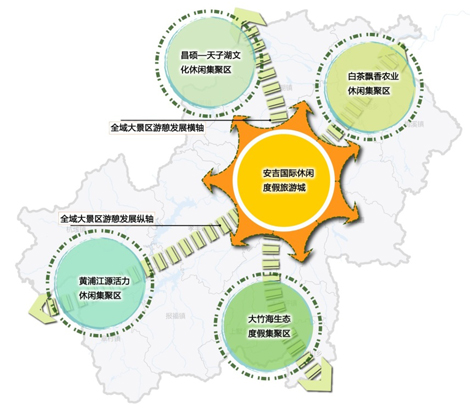 昌硕—天子湖文
化休闲集聚区
白茶飘香农业
休闲集聚区
全域大景区游憩发展横轴
安吉国际休闲
度假旅游城
全域大景区游憩发展纵轴
黄浦江源活力
休闲集聚区
大竹海生态
度假集聚区